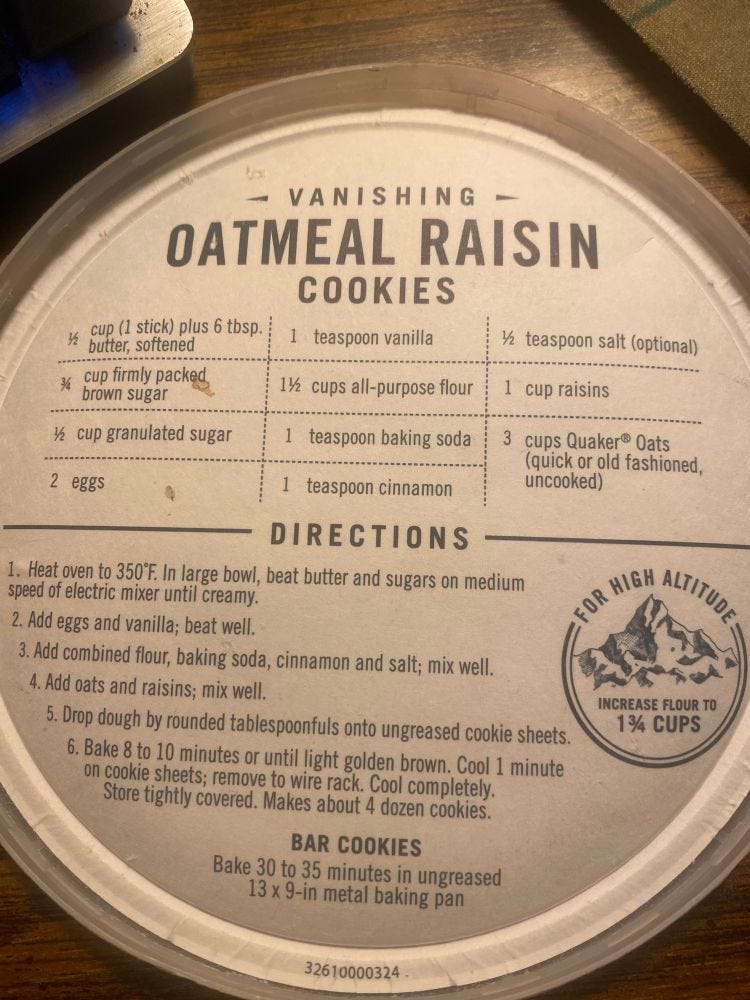 VANISHING
OATMEAL RAISIN
COOKIES
½ cup (1 stick) plus 6 tbsp.
butter, softened
¾ cup firmly packed
brown sugar
½ cup granulated sugar
2 eggs
1 teaspoon vanilla
1½ cups all-purpose flour
1 teaspoon baking soda
1 teaspoon cinnamon
½ teaspoon salt (optional)
1 cup raisins
3 cups Quaker® Oats
(quick or old fashioned,
uncooked)
DIRECTIONS
1. Heat oven to 350°F. In large bowl, beat butter and sugars on medium
speed of electric mixer until creamy.
2. Add eggs and vanilla; beat well.
3. Add combined flour, baking soda, cinnamon and salt; mix well.
4. Add oats and raisins; mix well.
5. Drop dough by rounded tablespoonfuls onto ungreased cookie sheets.
6. Bake 8 to 10 minutes or until light golden brown. Cool 1 minute
on cookie sheets; remove to wire rack. Cool completely.
Store tightly covered. Makes about 4 dozen cookies.
FOR HIGH ALTITUDE
INCREASE FLOUR TO
1¾ CUPS
BAR COOKIES
Bake 30 to 35 minutes in ungreased
13 x 9-in metal baking pan
32610000324